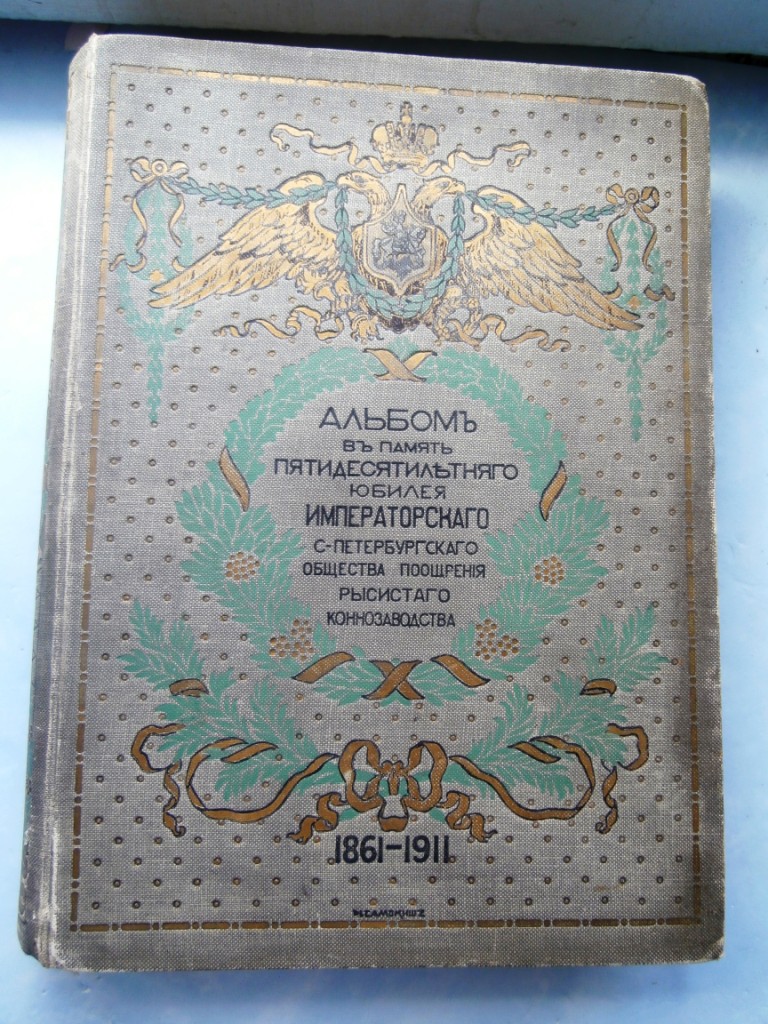 АЛЬБОМЪ
ВЪ ПАМЯТЬ
ПЯТИДЕСЯТИЛѢТНЯГО
ЮБИЛЕЯ
ИМПЕРАТОРСКАГО
С-ПЕТЕРБУРГСКАГО
ОБЩЕСТВА ПООЩРЕНІЯ
РЫСИСТАГО
КОННОЗАВОДСТВА
1861-1911